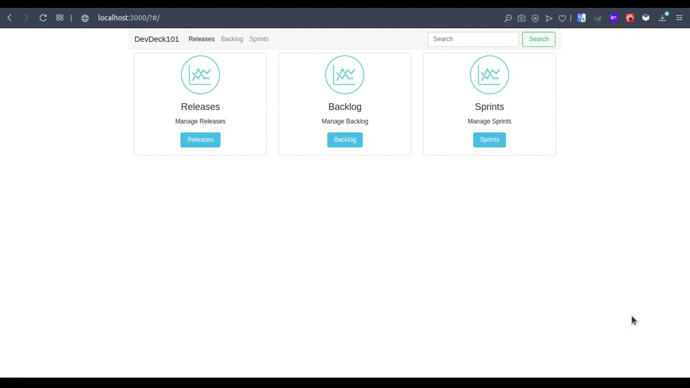 localhost:3000/?#/
DevDeck101 Releases Backlog Sprints Search Search
Releases Backlog Sprints
Manage Releases Manage Backlog Manage Sprints
Releases Backlog Sprints